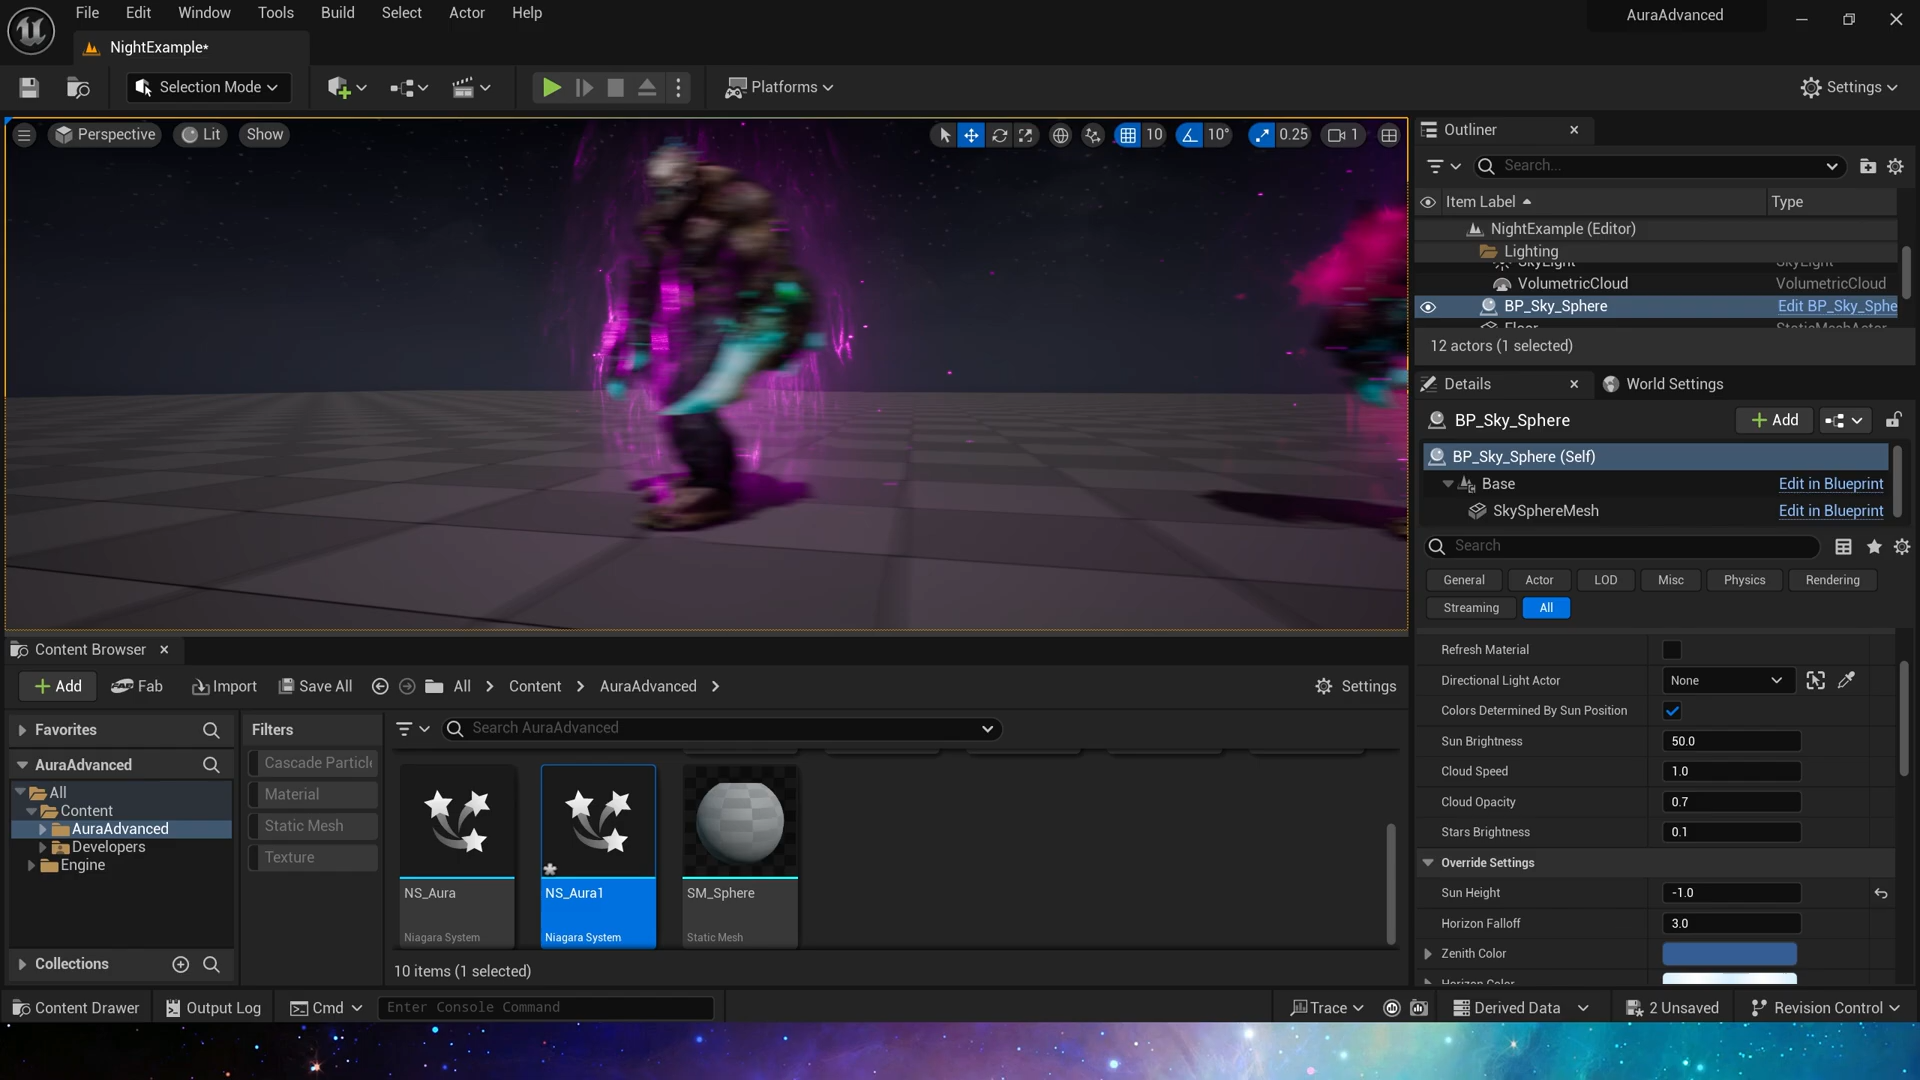 File Edit Window Tools Build Select Actor Help
AuraAdvanced
NightExample*
Selection Mode
Platforms
Settings
Perspective
Lit
Show
10
10°
0.25
1
Outliner
Search...
Item Label
Type
NightExample (Editor)
Lighting
SkyLight SkyLight
VolumetricCloud VolumetricCloud
BP_Sky_Sphere Edit BP_Sky_Sphe
Floor StaticMeshActor
12 actors (1 selected)
Details
World Settings
BP_Sky_Sphere
Add
BP_Sky_Sphere (Self)
Base Edit in Blueprint
SkySphereMesh Edit in Blueprint
Search
General Actor LOD Misc Physics Rendering
Streaming All
Refresh Material
Directional Light Actor None
Colors Determined By Sun Position
Sun Brightness 50.0
Cloud Speed 1.0
Cloud Opacity 0.7
Stars Brightness 0.1
Override Settings
Sun Height -1.0
Horizon Falloff 3.0
Zenith Color
Horizon Color
Content Browser
Add Fab Import Save All All Content AuraAdvanced Settings
Favorites
AuraAdvanced
All
Content
AuraAdvanced
Developers
Engine
Collections
Filters
Cascade Particle
Material
Static Mesh
Texture
Search AuraAdvanced
NS_Aura
Niagara System
NS_Aura1
Niagara System
SM_Sphere
Static Mesh
10 items (1 selected)
Content Drawer Output Log Cmd Enter Console Command Trace Derived Data 2 Unsaved Revision Control